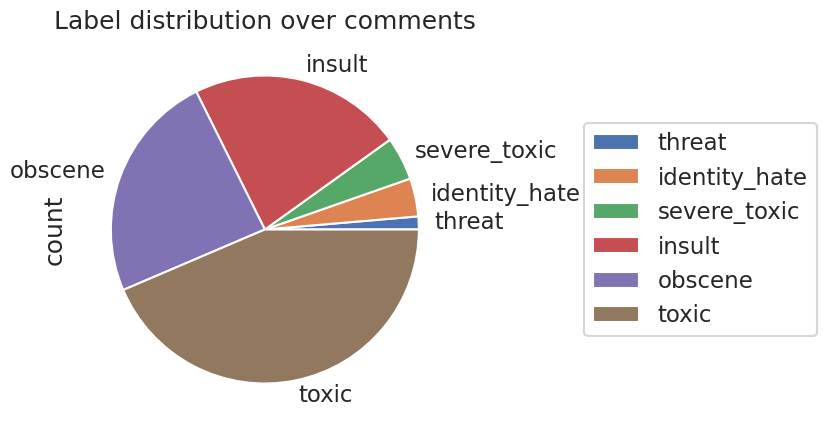 Label distribution over comments
insult
severe_toxic
obscene
identity_hate
threat
count
toxic
threat
identity_hate
severe_toxic
insult
obscene
toxic